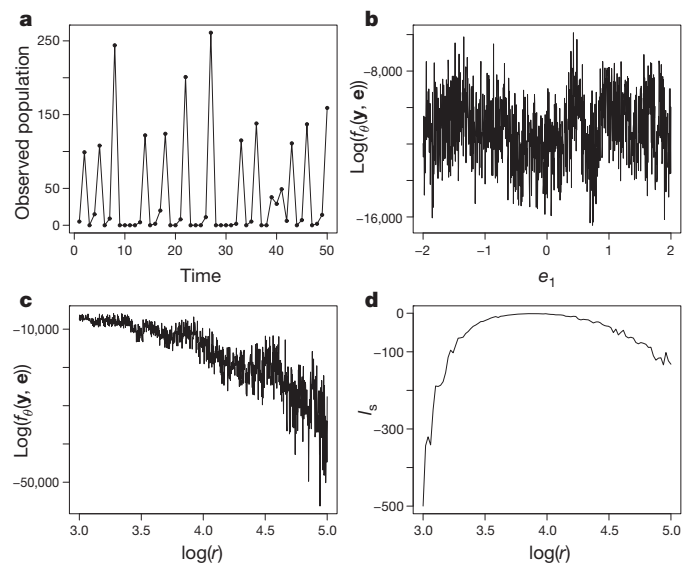 a
Observed population
250
150
50
0
0 10 20 30 40 50
Time
b
Log(fθ(y, e))
−8,000
−16,000
−2 −1 0 1 2
e1
c
Log(fθ(y, e))
−10,000
−50,000
3.0 3.5 4.0 4.5 5.0
log(r)
d
ls
0
−100
−300
−500
3.0 3.5 4.0 4.5 5.0
log(r)